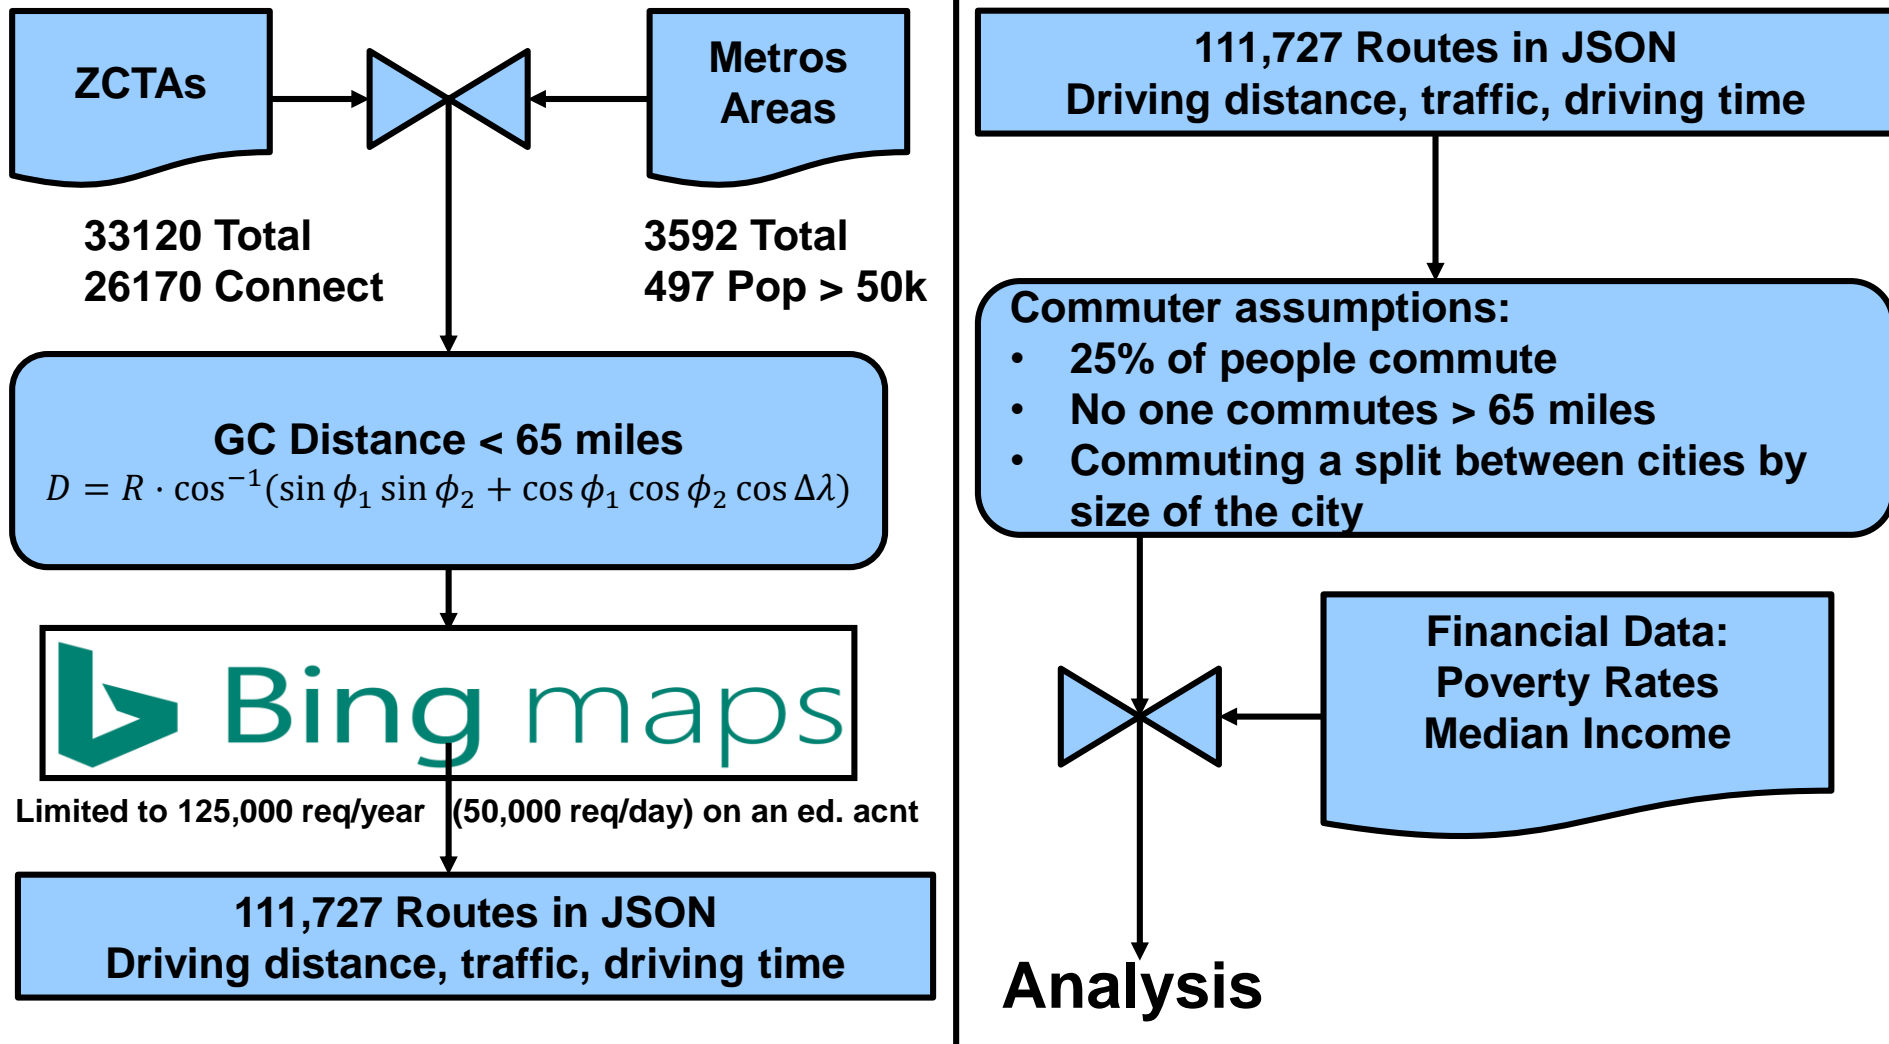 ZCTAs
Metros
Areas
33120 Total
26170 Connect
3592 Total
497 Pop > 50k
GC Distance < 65 miles
D = R · cos⁻¹(sin ϕ₁ sin ϕ₂ + cos ϕ₁ cos ϕ₂ cos Δλ)
Bing maps
Limited to 125,000 req/year (50,000 req/day) on an ed. acnt
111,727 Routes in JSON
Driving distance, traffic, driving time
111,727 Routes in JSON
Driving distance, traffic, driving time
Commuter assumptions:
• 25% of people commute
• No one commutes > 65 miles
• Commuting a split between cities by
size of the city
Financial Data:
Poverty Rates
Median Income
Analysis